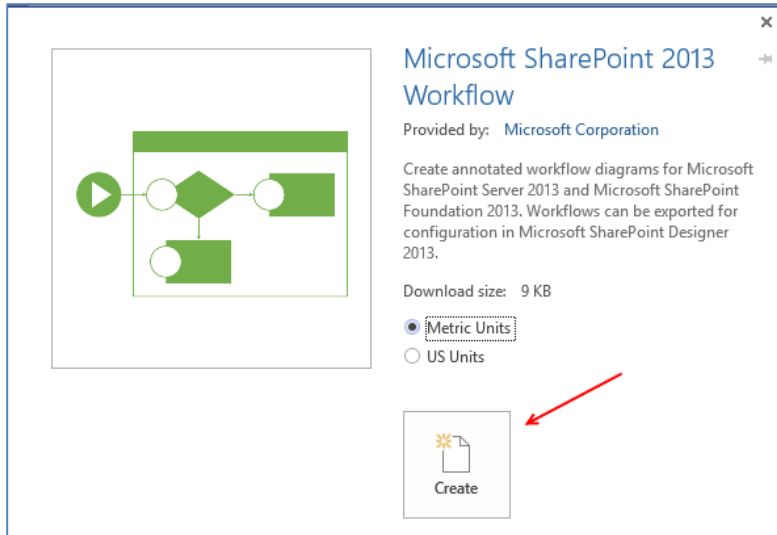 Microsoft SharePoint 2013
Workflow
Provided by: Microsoft Corporation
Create annotated workflow diagrams for Microsoft
SharePoint Server 2013 and Microsoft SharePoint
Foundation 2013. Workflows can be exported for
configuration in Microsoft SharePoint Designer
2013.
Download size: 9 KB
Metric Units
US Units
Create